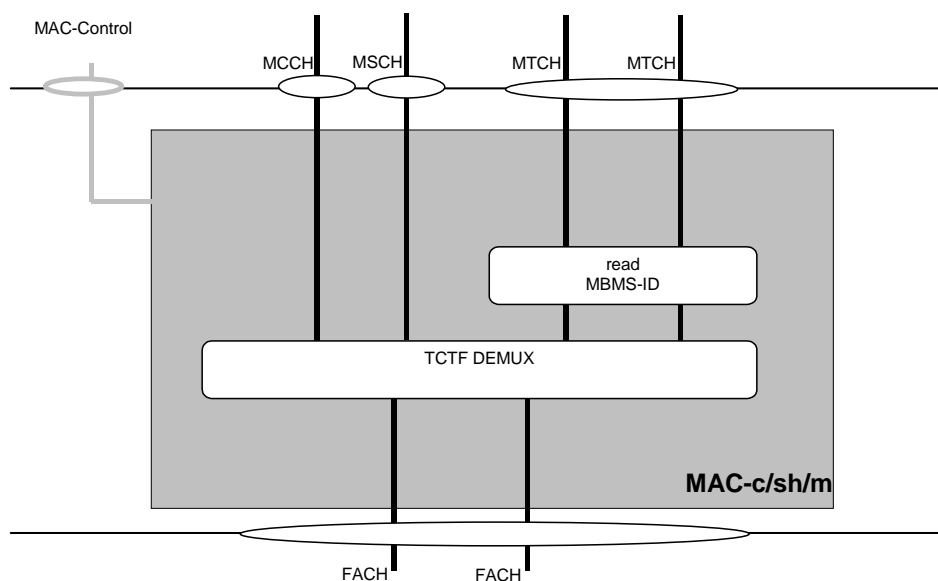 MAC-Control
MCCH
MSCH
MTCH
MTCH
read
MBMS-ID
TCTF DEMUX
MAC-c/sh/m
FACH
FACH